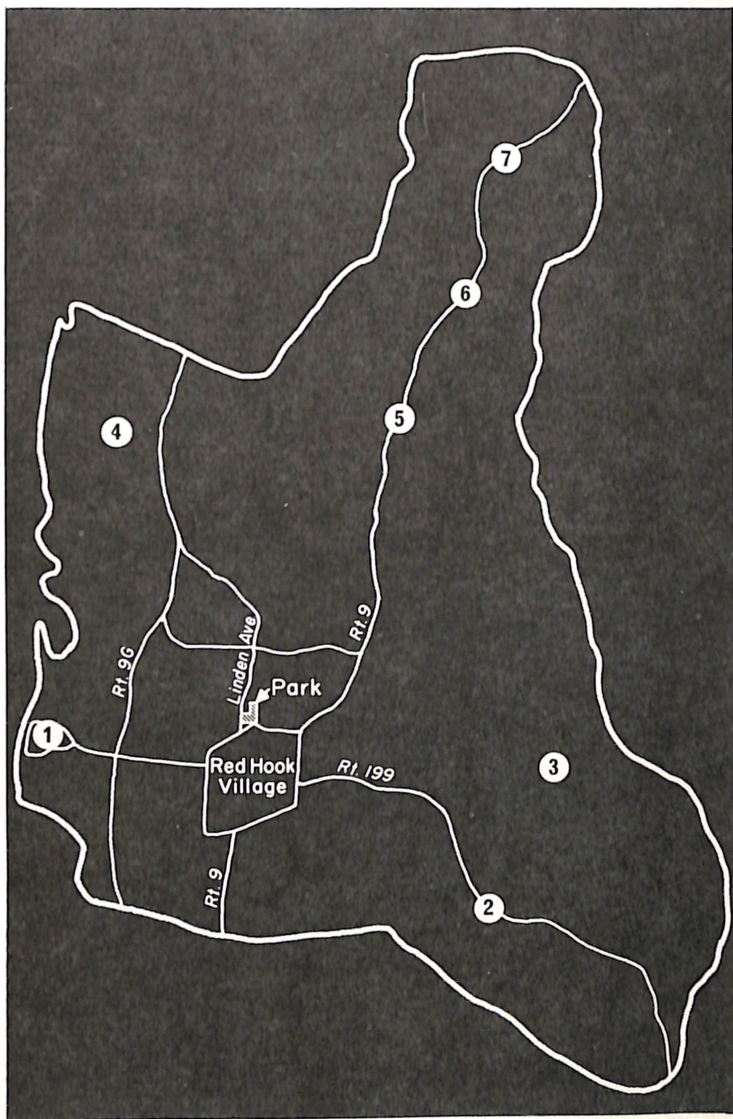 7
6
4
5
Linden Ave
Rt. 9
Rt. 9G
Park
1
Red Hook
Village
Rt. 199
3
Rt. 9
2